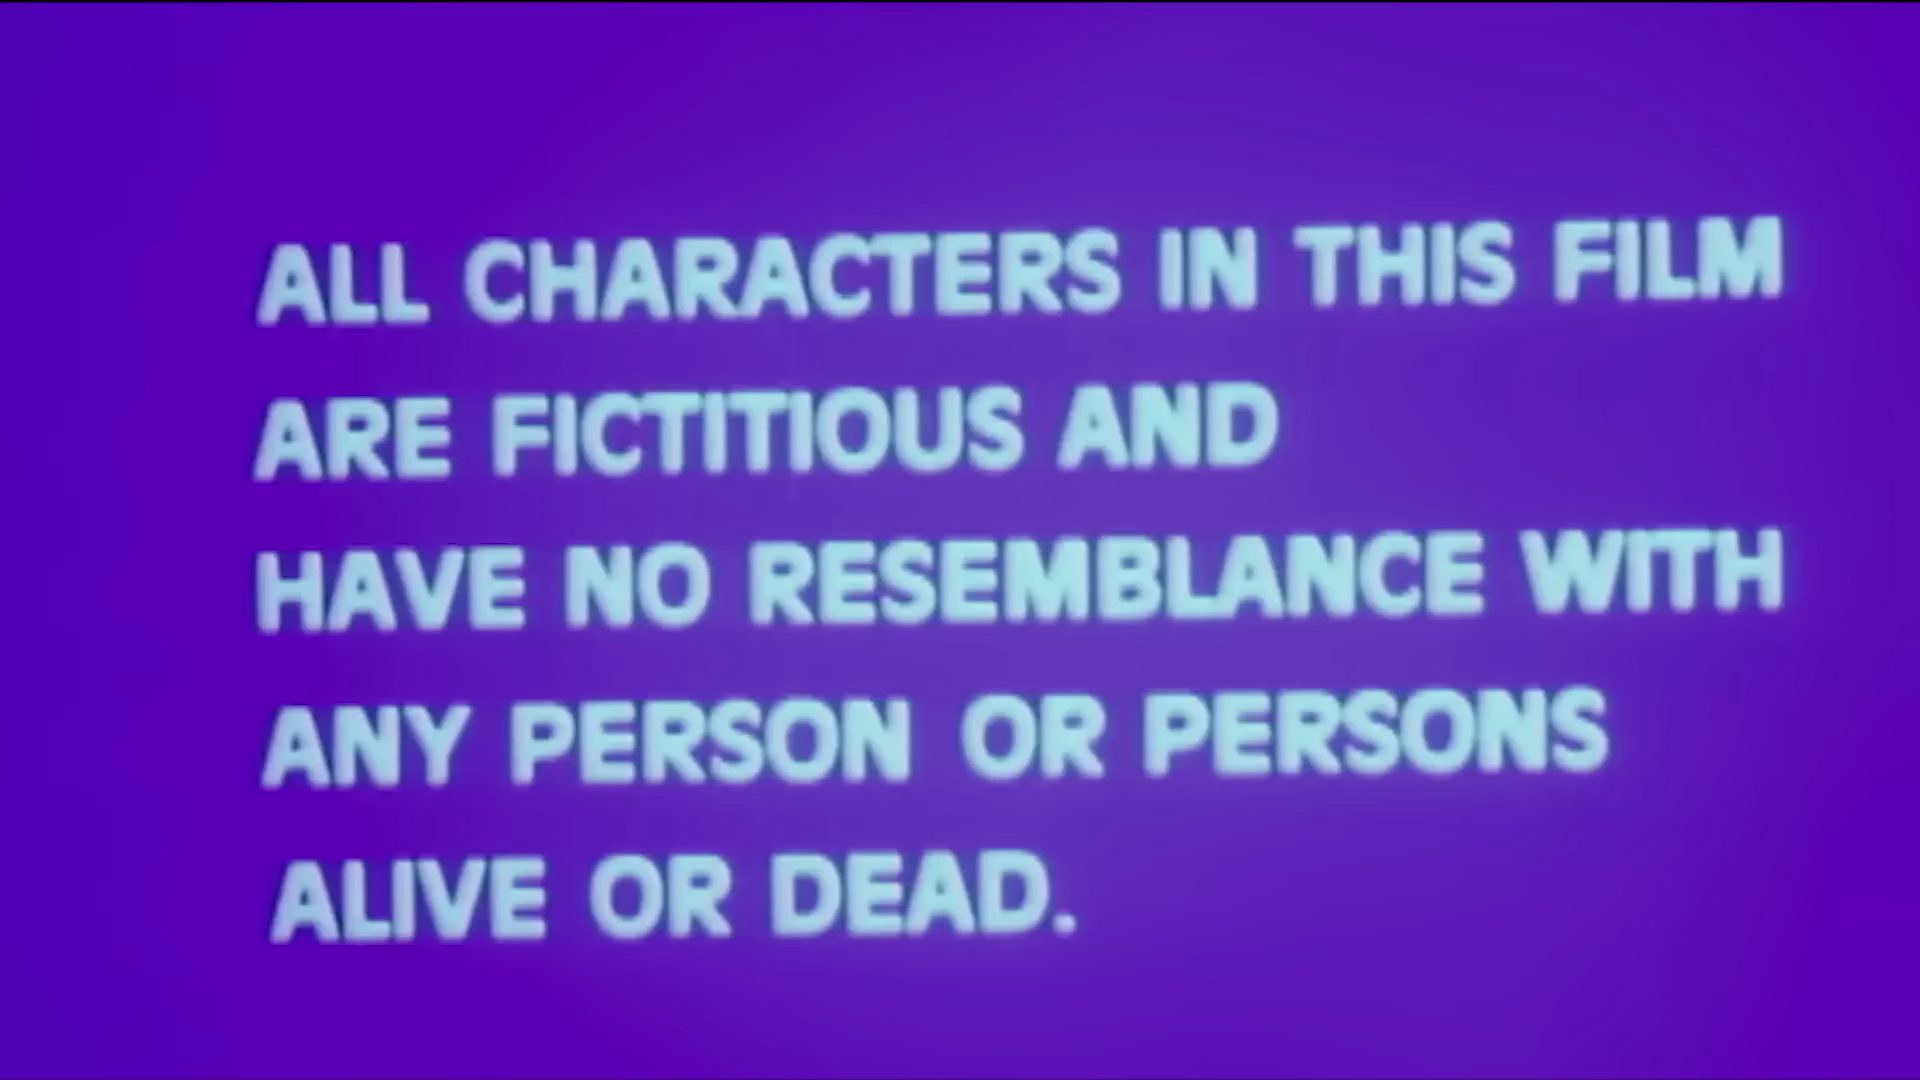 ALL CHARACTERS IN THIS FILM
ARE FICTITIOUS AND
HAVE NO RESEMBLANCE WITH
ANY PERSON OR PERSONS
ALIVE OR DEAD.